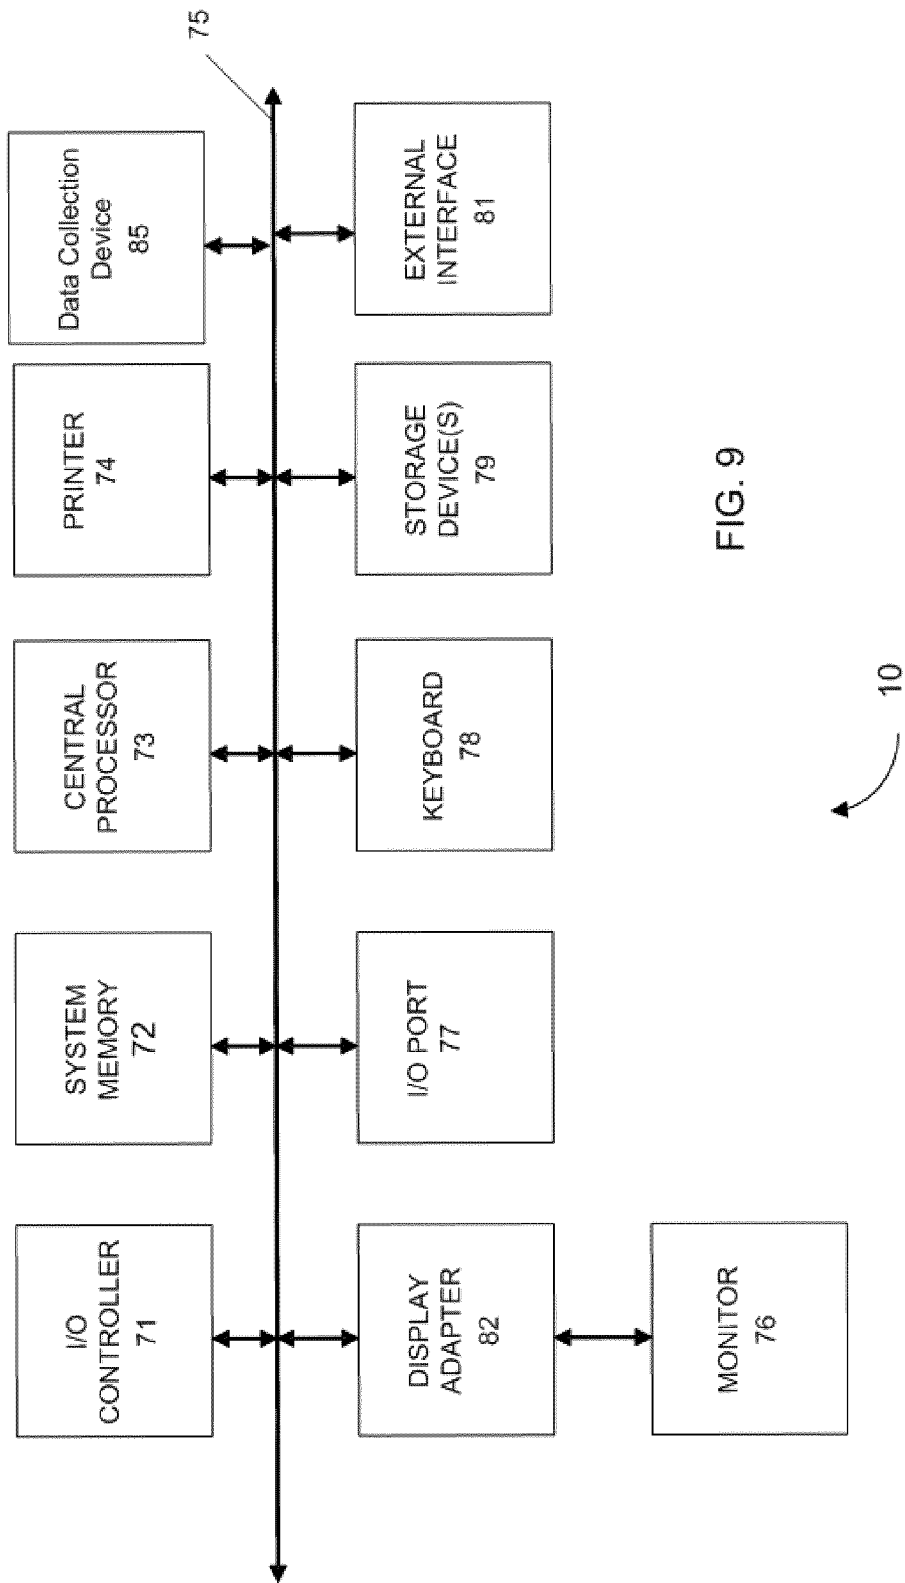 I/O
CONTROLLER
71
SYSTEM
MEMORY
72
CENTRAL
PROCESSOR
73
PRINTER
74
Data Collection
Device
85
75
DISPLAY
ADAPTER
82
I/O PORT
77
KEYBOARD
78
STORAGE
DEVICE(S)
79
EXTERNAL
INTERFACE
81
MONITOR
76
10
FIG. 9